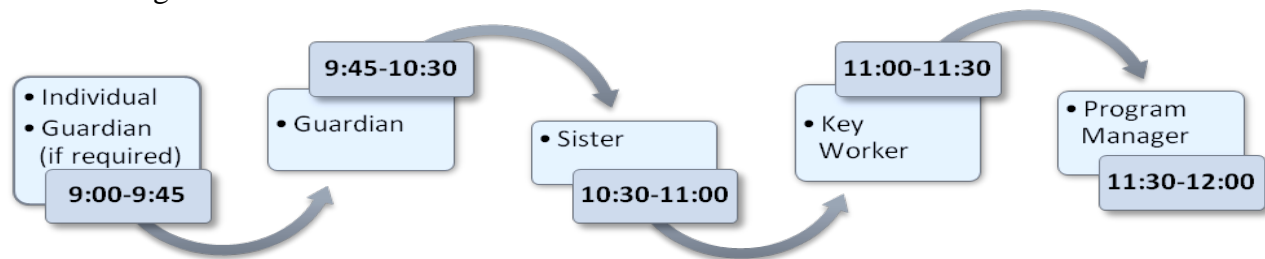 • Individual
• Guardian
(if required)
9:00-9:45
9:45-10:30
• Guardian
• Sister
10:30-11:00
11:00-11:30
• Key
Worker
• Program
Manager
11:30-12:00